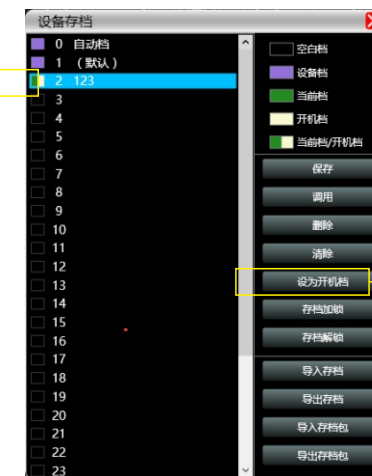 设备存档
0 自动档
1 （默认）
2 123
3
4
5
6
7
8
9
10
11
12
13
14
15
16
17
18
19
20
21
22
23
空白档
设备档
当前档
开机档
当前档/开机档
保存
调用
删除
清除
设为开机档
存档加锁
存档解锁
导入存档
导出存档
导入存档包
导出存档包